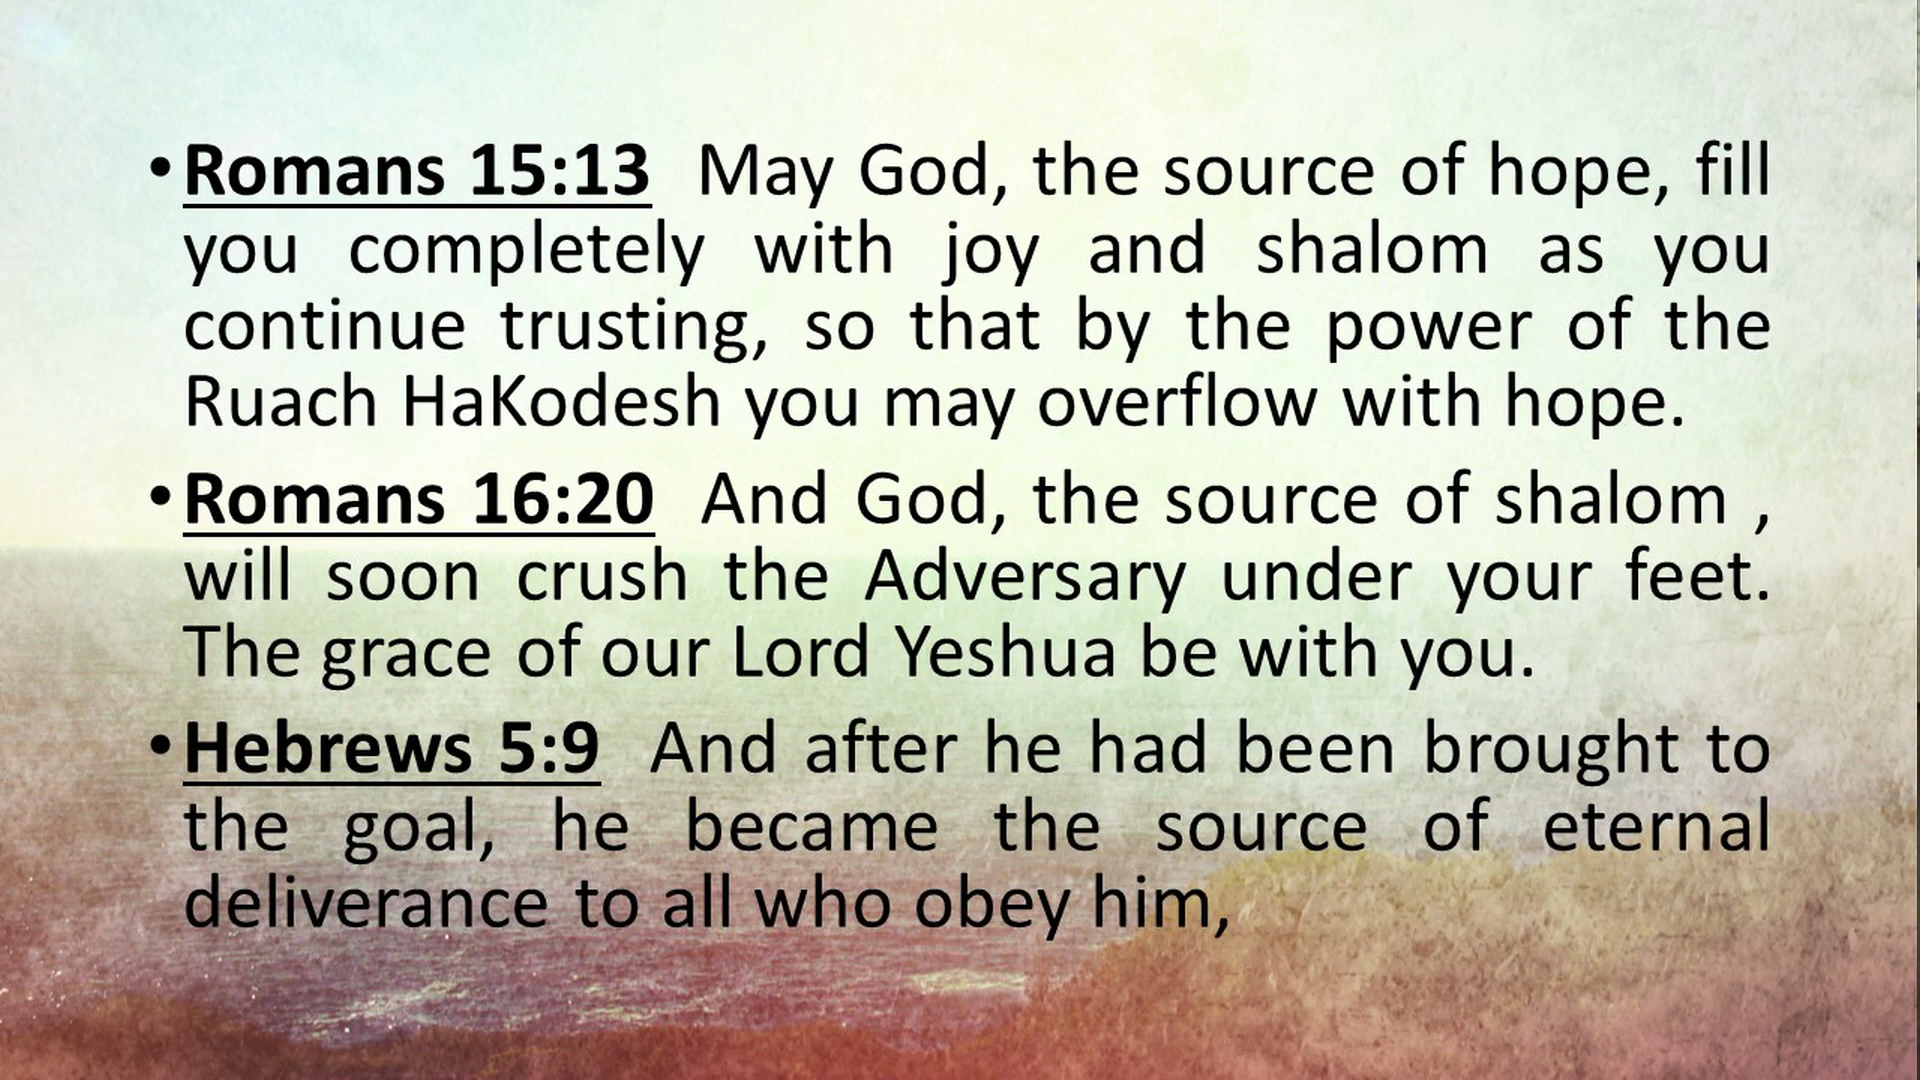 • Romans 15:13  May God, the source of hope, fill
you completely with joy and shalom as you
continue trusting, so that by the power of the
Ruach HaKodesh you may overflow with hope.
• Romans 16:20  And God, the source of shalom ,
will soon crush the Adversary under your feet.
The grace of our Lord Yeshua be with you.
• Hebrews 5:9  And after he had been brought to
the goal, he became the source of eternal
deliverance to all who obey him,